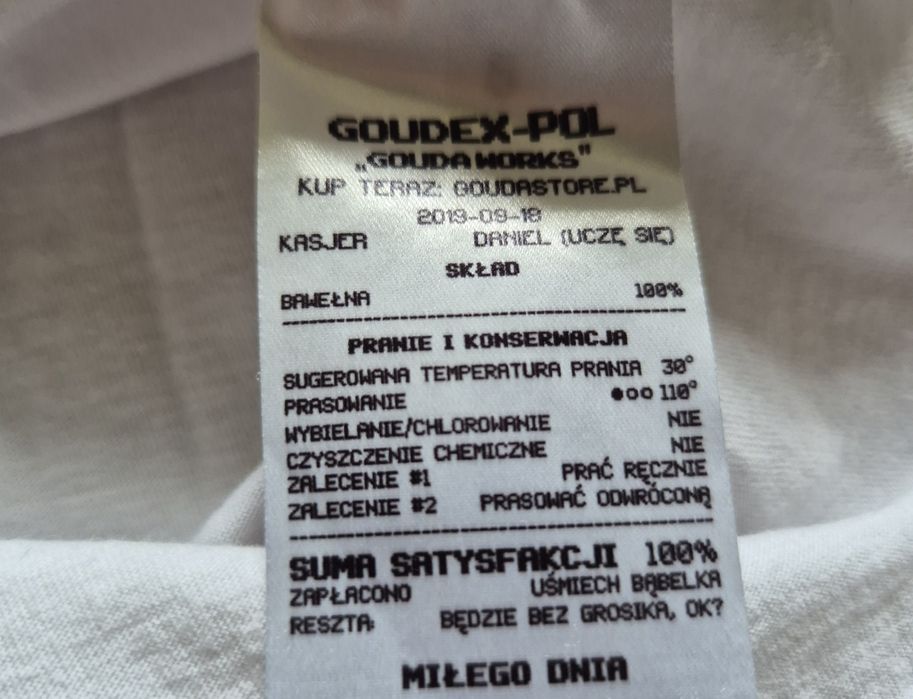 GOUDEX-POL
„GOUDA WORKS"
KUP TERAZ: GOUDASTORE.PL
2019-09-18
KASJER DANIEL (UCZĘ SIĘ)
SKŁAD
BAWEŁNA 100%
PRANIE I KONSERWACJA
SUGEROWANA TEMPERATURA PRANIA 30°
PRASOWANIE ●○○ 110°
WYBIELANIE/CHLOROWANIE NIE
CZYSZCZENIE CHEMICZNE NIE
ZALECENIE #1 PRAĆ RĘCZNIE
ZALECENIE #2 PRASOWAĆ ODWRÓCONĄ
SUMA SATYSFAKCJI 100%
ZAPŁACONO UŚMIECH BĄBELKA
RESZTA: BĘDZIE BEZ GROSIKA, OK?
MIŁEGO DNIA